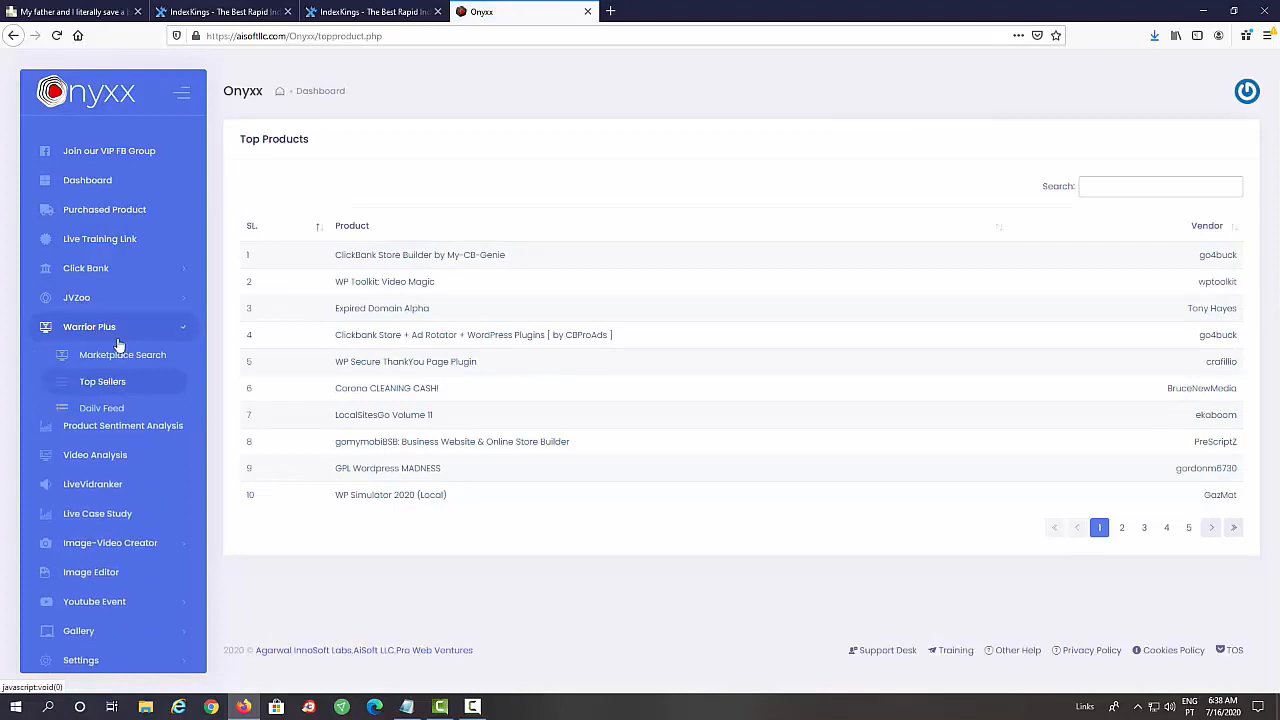 My father and I literally save a b
IndexKings - The Best Rapid Ind
IndexKings - The Best Rapid Ind
Onyxx
https://aisoftllc.com/Onyxx/topproduct.php
Onyxx
Join our VIP FB Group
Dashboard
Purchased Product
Live Training Link
Click Bank
JVZoo
Warrior Plus
Marketplace Search
Top Sellers
Daily Feed
Product Sentiment Analysis
Video Analysis
LiveVidranker
Live Case Study
Image-Video Creator
Image Editor
Youtube Event
Gallery
Settings
javascript:void(0)
Onyxx Dashboard
Top Products
Search:
SL. Product Vendor
1 ClickBank Store Builder by My-CB-Genie go4buck
2 WP Toolkit: Video Magic wptoolkit
3 Expired Domain Alpha Tony Hayes
4 Clickbank Store + Ad Rotator + WordPress Plugins [ by CBProAds ] go4buck
5 WP Secure ThankYou Page Plugin crafillio
6 Corona CLEANING CASH! BruceNewMedia
7 LocalSitesGo Volume 11 ekaboom
8 gomymobiBSB: Business Website & Online Store Builder PreScriptZ
9 GPL Wordpress MADNESS gordonm6730
10 WP Simulator 2020 (Local) GazMat
« ‹ 1 2 3 4 5 › »
2020 © Agarwal InnoSoft Labs,AiSoft LLC,Pro Web Ventures
Support Desk Training Other Help Privacy Policy Cookies Policy TOS
Links
ENG
PT
6:38 AM
7/16/2020